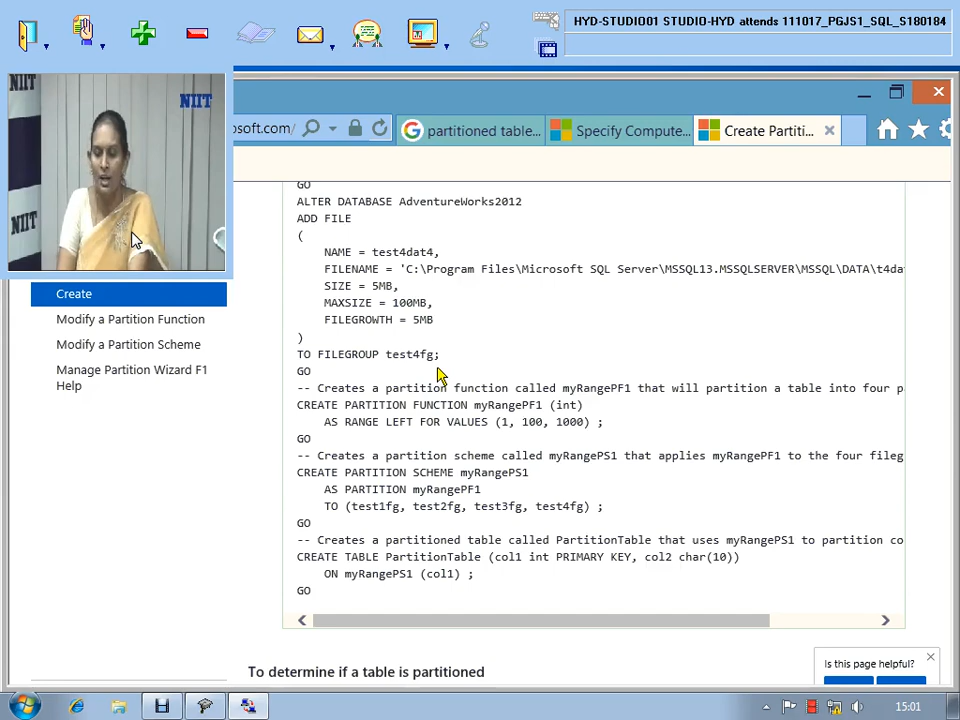 HYD-STUDIO01 STUDIO-HYD attends 111017_PGJS1_SQL_S180184
NIIT
NIIT
NIIT
osoft.com/
partitioned table...
Specify Compute...
Create Partiti...
GO
ALTER DATABASE AdventureWorks2012
ADD FILE
(
NAME = test4dat4,
FILENAME = 'C:\Program Files\Microsoft SQL Server\MSSQL13.MSSQLSERVER\MSSQL\DATA\t4da
SIZE = 5MB,
MAXSIZE = 100MB,
FILEGROWTH = 5MB
)
TO FILEGROUP test4fg;
GO
-- Creates a partition function called myRangePF1 that will partition a table into four p
CREATE PARTITION FUNCTION myRangePF1 (int)
AS RANGE LEFT FOR VALUES (1, 100, 1000) ;
GO
-- Creates a partition scheme called myRangePS1 that applies myRangePF1 to the four fileg
CREATE PARTITION SCHEME myRangePS1
AS PARTITION myRangePF1
TO (test1fg, test2fg, test3fg, test4fg) ;
GO
-- Creates a partitioned table called PartitionTable that uses myRangePS1 to partition co
CREATE TABLE PartitionTable (col1 int PRIMARY KEY, col2 char(10))
ON myRangePS1 (col1) ;
GO
Create
Modify a Partition Function
Modify a Partition Scheme
Manage Partition Wizard F1
Help
To determine if a table is partitioned
Is this page helpful?
15:01